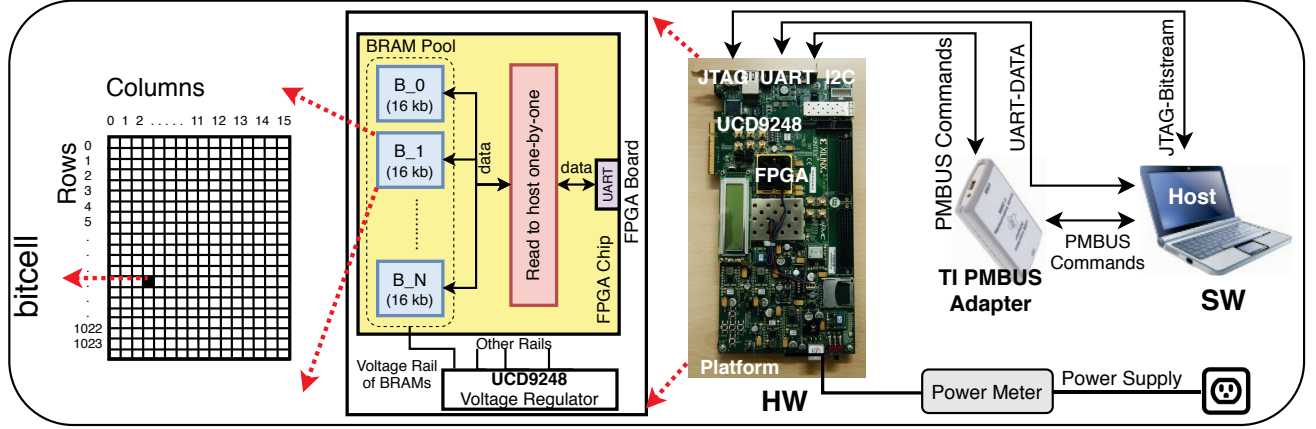 Columns
0 1 2 . . . . . 11 12 13 14 15
Rows
0
1
2
3
4
5
.
.
.
.
.
1022
1023
bitcell
BRAM Pool
B_0
(16 kb)
B_1
(16 kb)
........
B_N
(16 kb)
data
Read to host one-by-one
data
UART
FPGA Chip
FPGA Board
Voltage Rail
of BRAMs
Other Rails
UCD9248
Voltage Regulator
JTAG UART I2C
UCD9248
FPGA
XILINX
Platform
HW
PMBUS Commands
UART-DATA
JTAG-Bitstream
TI PMBUS
Adapter
PMBUS
Commands
Host
SW
Power Meter
Power Supply